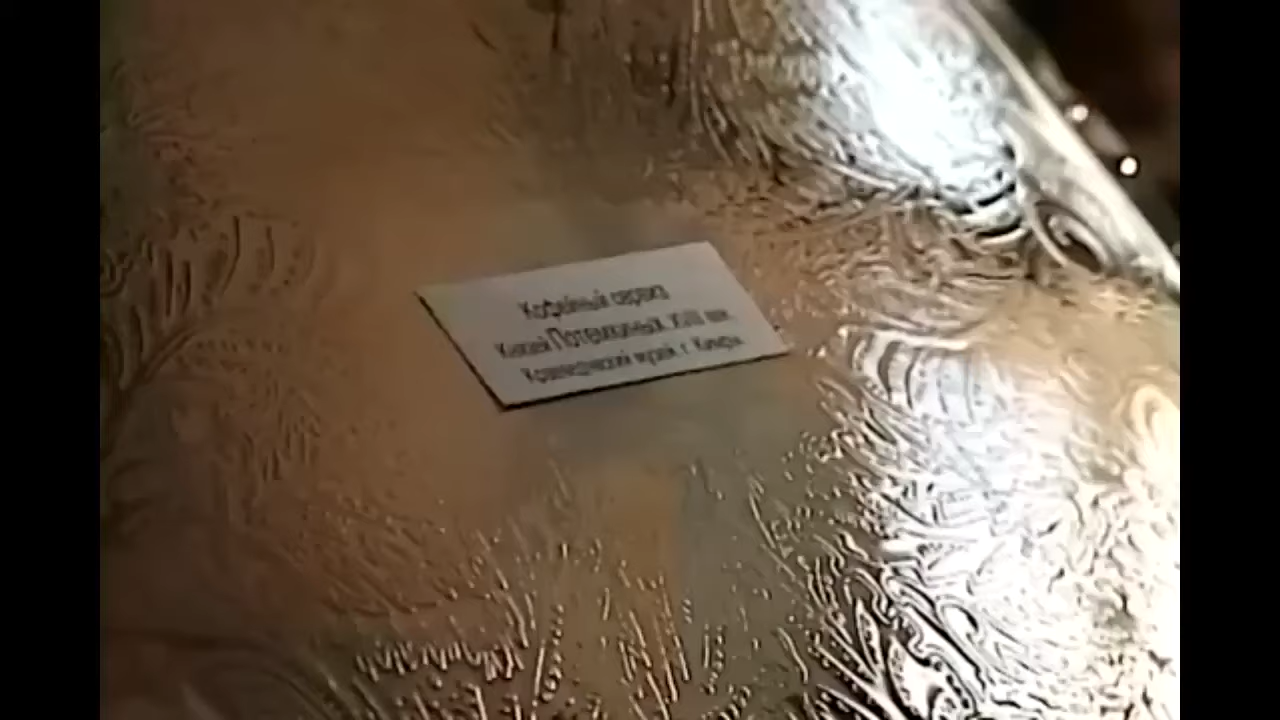 Кофейный сервиз
Князей Потемкиных. XVIII век.
Краеведческий музей. г.